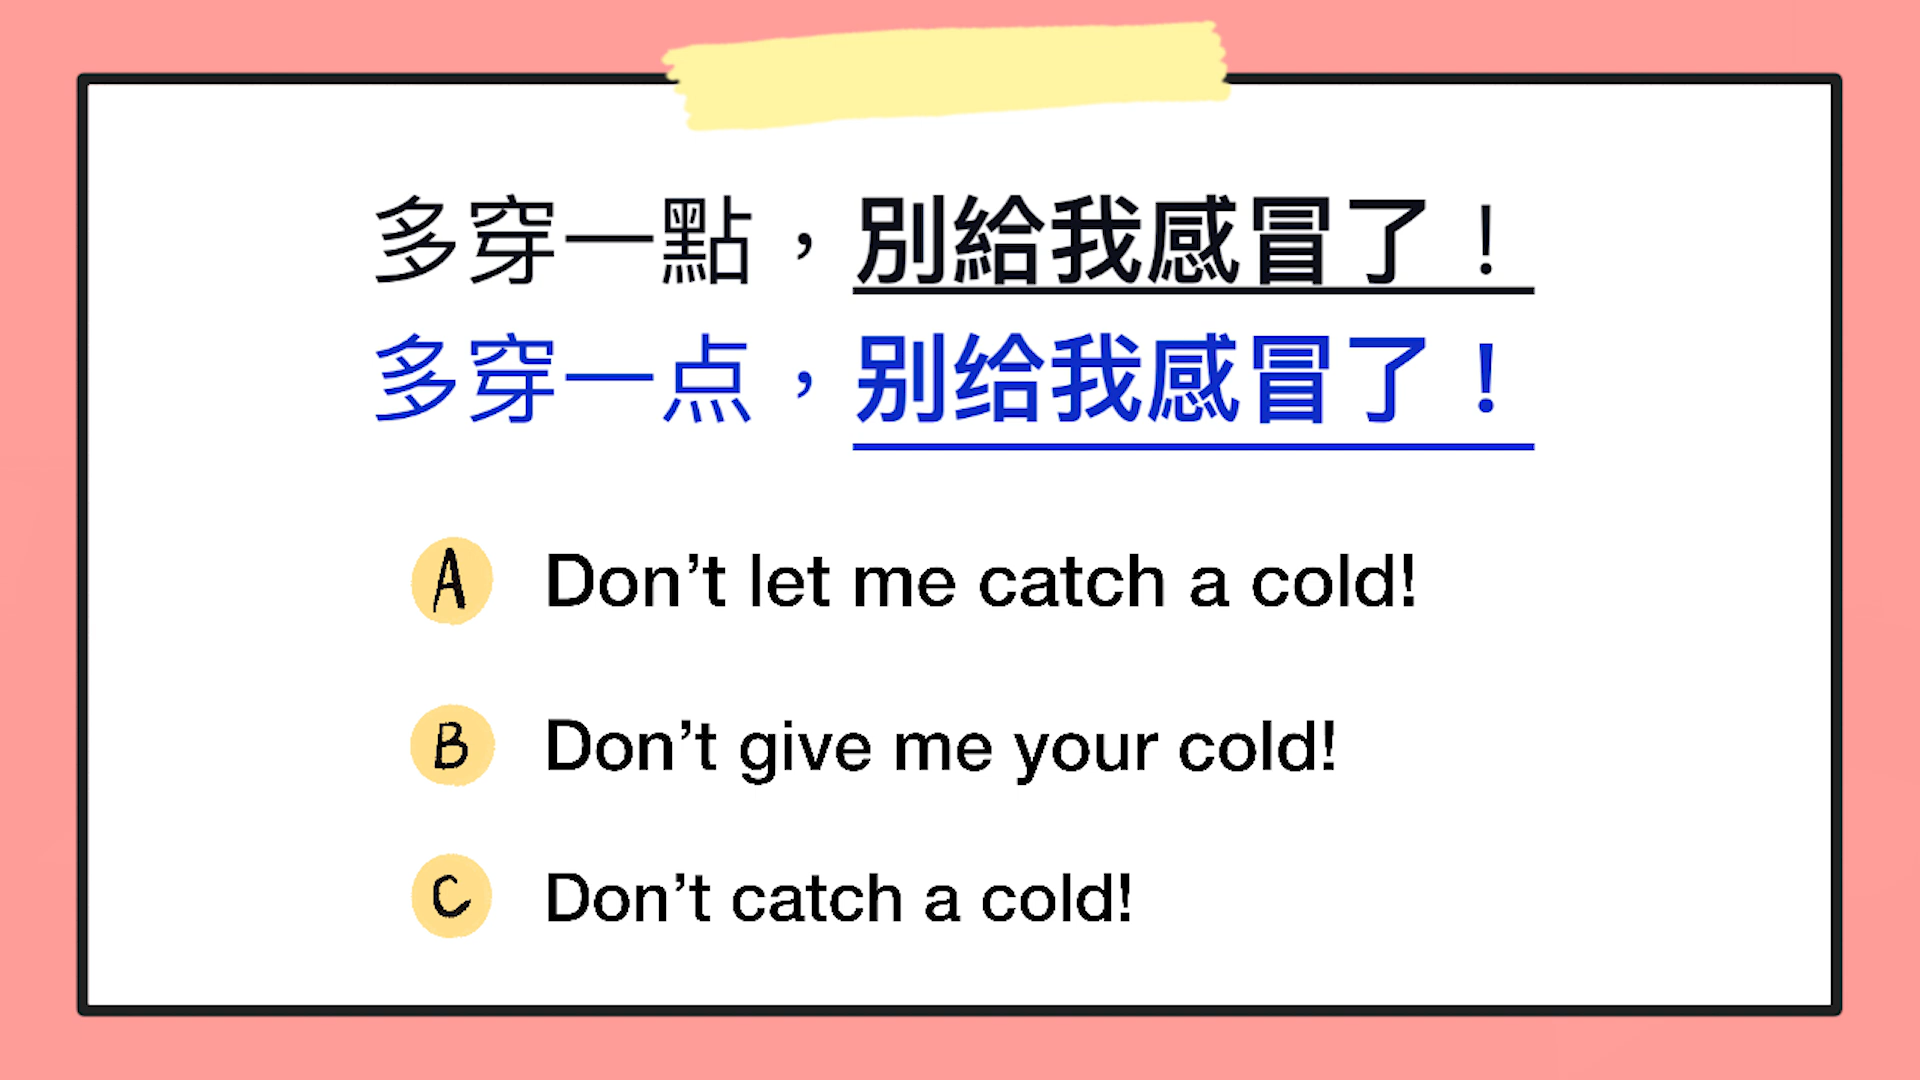 多穿一點，別給我感冒了！
多穿一点，别给我感冒了！
A Don’t let me catch a cold!
B Don’t give me your cold!
C Don’t catch a cold!